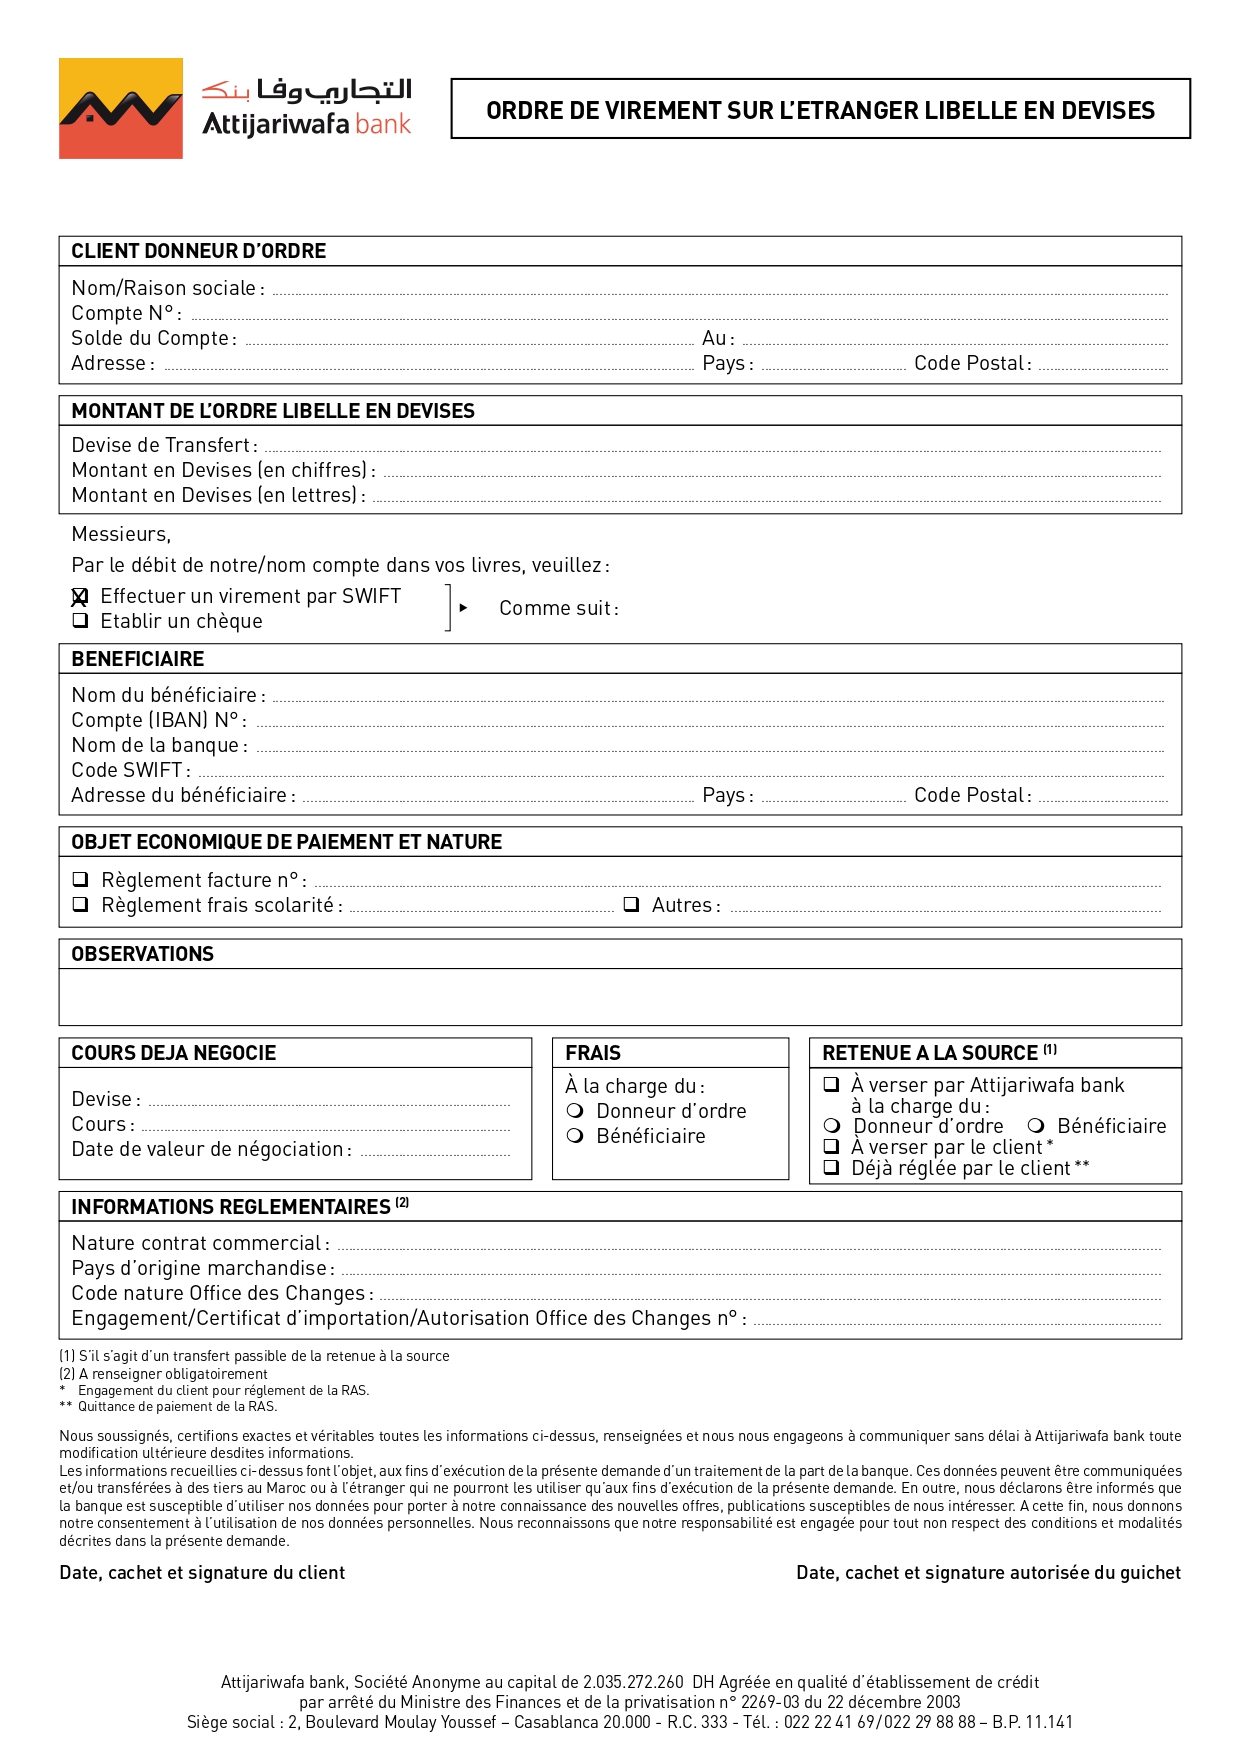 التجاري وفا بنك
Attijariwafa bank
ORDRE DE VIREMENT SUR L'ETRANGER LIBELLE EN DEVISES
CLIENT DONNEUR D'ORDRE
Nom/Raison sociale :
Compte N° :
Solde du Compte : Au :
Adresse : Pays : Code Postal :
MONTANT DE L'ORDRE LIBELLE EN DEVISES
Devise de Transfert :
Montant en Devises (en chiffres) :
Montant en Devises (en lettres) :
Messieurs,
Par le débit de notre/nom compte dans vos livres, veuillez :
X Effectuer un virement par SWIFT
❑ Etablir un chèque
Comme suit :
BENEFICIAIRE
Nom du bénéficiaire :
Compte (IBAN) N° :
Nom de la banque :
Code SWIFT :
Adresse du bénéficiaire : Pays : Code Postal :
OBJET ECONOMIQUE DE PAIEMENT ET NATURE
❑ Règlement facture n° :
❑ Règlement frais scolarité : ❑ Autres :
OBSERVATIONS
COURS DEJA NEGOCIE
Devise :
Cours :
Date de valeur de négociation :
FRAIS
À la charge du :
❍ Donneur d'ordre
❍ Bénéficiaire
RETENUE A LA SOURCE (1)
❑ À verser par Attijariwafa bank
à la charge du :
❍ Donneur d'ordre ❍ Bénéficiaire
❑ À verser par le client *
❑ Déjà réglée par le client **
INFORMATIONS REGLEMENTAIRES (2)
Nature contrat commercial :
Pays d'origine marchandise :
Code nature Office des Changes :
Engagement/Certificat d'importation/Autorisation Office des Changes n° :
(1) S'il s'agit d'un transfert passible de la retenue à la source
(2) A renseigner obligatoirement
* Engagement du client pour réglement de la RAS.
** Quittance de paiement de la RAS.
Nous soussignés, certifions exactes et véritables toutes les informations ci-dessus, renseignées et nous nous engageons à communiquer sans délai à Attijariwafa bank toute
modification ultérieure desdites informations.
Les informations recueillies ci-dessus font l'objet, aux fins d'exécution de la présente demande d'un traitement de la part de la banque. Ces données peuvent être communiquées
et/ou transférées à des tiers au Maroc ou à l'étranger qui ne pourront les utiliser qu'aux fins d'exécution de la présente demande. En outre, nous déclarons être informés que
la banque est susceptible d'utiliser nos données pour porter à notre connaissance des nouvelles offres, publications susceptibles de nous intéresser. A cette fin, nous donnons
notre consentement à l'utilisation de nos données personnelles. Nous reconnaissons que notre responsabilité est engagée pour tout non respect des conditions et modalités
décrites dans la présente demande.
Date, cachet et signature du client
Date, cachet et signature autorisée du guichet
Attijariwafa bank, Société Anonyme au capital de 2.035.272.260 DH Agréée en qualité d'établissement de crédit
par arrêté du Ministre des Finances et de la privatisation n° 2269-03 du 22 décembre 2003
Siège social : 2, Boulevard Moulay Youssef – Casablanca 20.000 - R.C. 333 - Tél. : 022 22 41 69/022 29 88 88 – B.P. 11.141